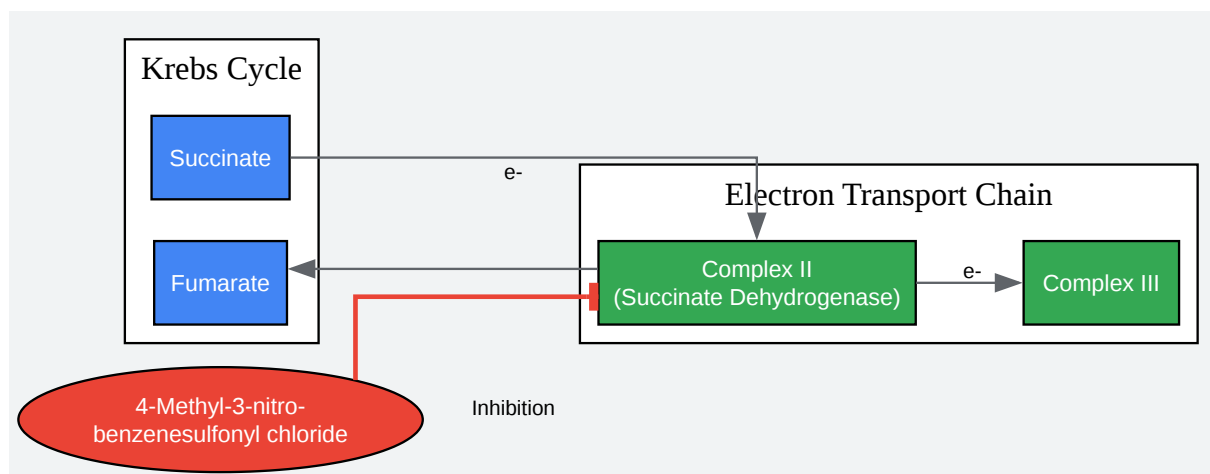 Krebs Cycle
Succinate
e-
Electron Transport Chain
Fumarate
Complex II
(Succinate Dehydrogenase)
e-
Complex III
4-Methyl-3-nitro-
benzenesulfonyl chloride
Inhibition